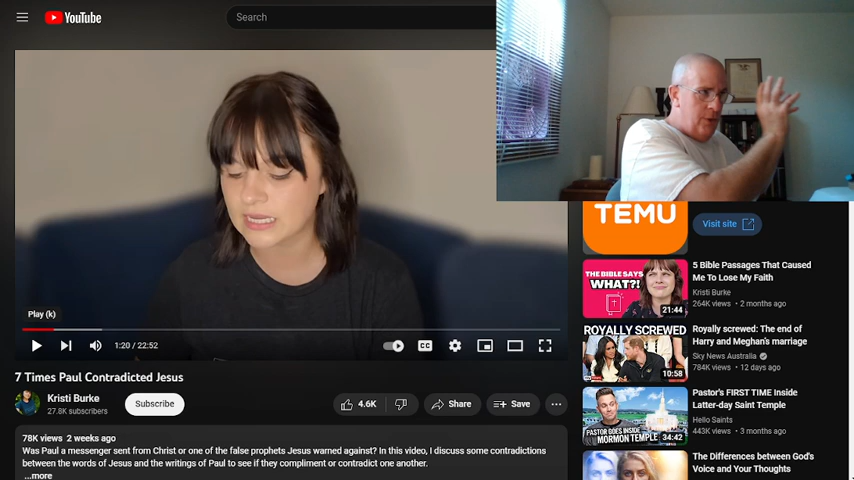 YouTube
Search
TEMU
Visit site
THE BIBLE SAYS
WHAT?!
21:44
5 Bible Passages That Caused
Me To Lose My Faith
Kristi Burke
264K views • 2 months ago
Play (k)
1:20 / 22:52
CC
ROYALLY SCREWED
10:58
Royally screwed: The end of
Harry and Meghan's marriage
Sky News Australia
784K views • 12 days ago
7 Times Paul Contradicted Jesus
Kristi Burke
27.8K subscribers
Subscribe
4.6K
Share
Save
PASTOR GOES INSIDE
MORMON TEMPLE
34:42
Pastor's FIRST TIME Inside
Latter-day Saint Temple
Hello Saints
443K views • 3 months ago
78K views 2 weeks ago
Was Paul a messenger sent from Christ or one of the false prophets Jesus warned against? In this video, I discuss some contradictions
between the words of Jesus and the writings of Paul to see if they compliment or contradict one another.
...more
The Differences between God's
Voice and Your Thoughts